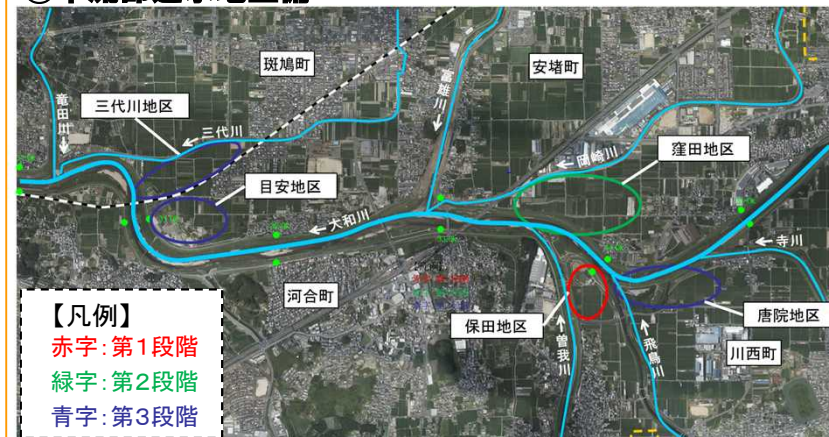 斑鳩町
安堵町
竜田川
三代川地区
←三代川
富雄川
←岡崎川
窪田地区
目安地区
←大和川
←寺川
河合町
保田地区
曽我川
飛鳥川
唐院地区
川西町
【凡例】
赤字:第1段階
緑字:第2段階
青字:第3段階